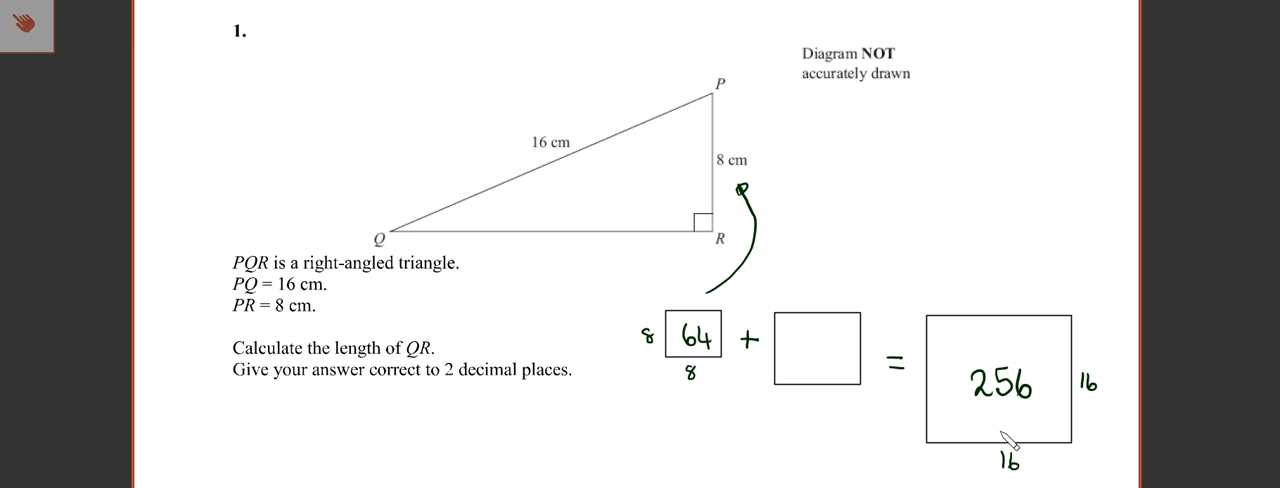 1.
Diagram NOT
accurately drawn
P
16 cm
8 cm
Q
R
PQR is a right-angled triangle.
PQ = 16 cm.
PR = 8 cm.
Calculate the length of QR.
Give your answer correct to 2 decimal places.
8 64 + = 256 16
8
16